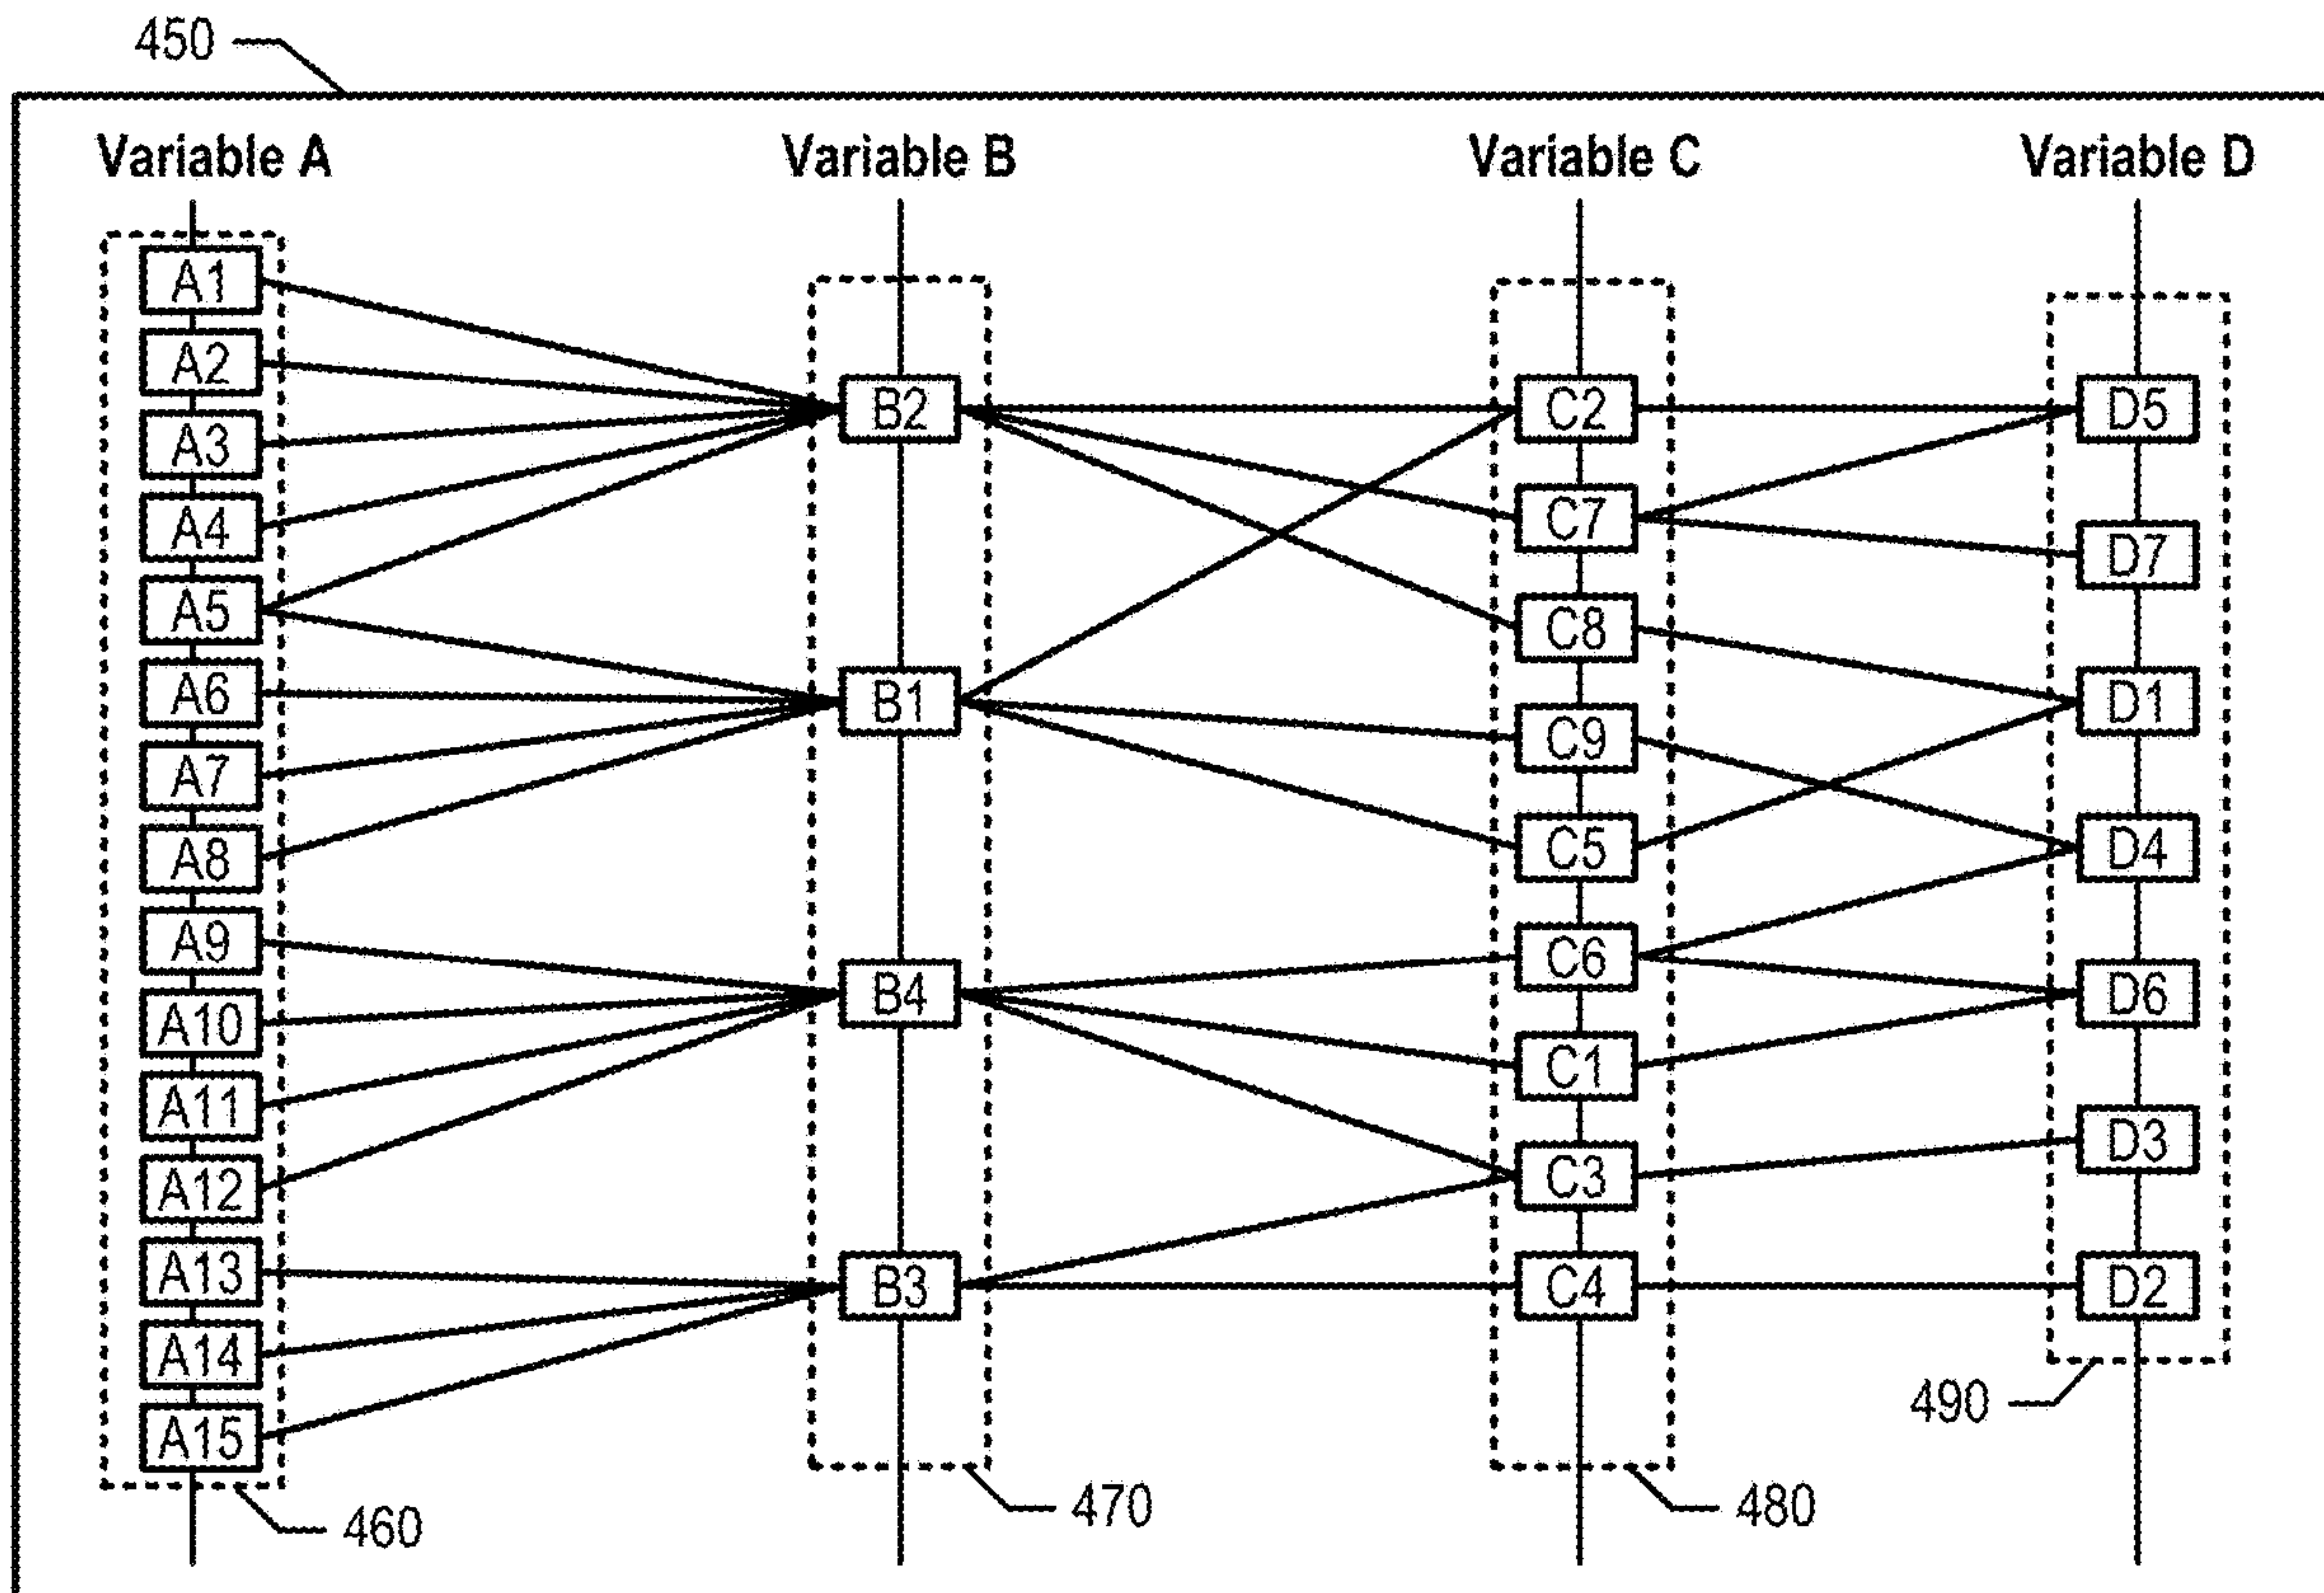 450
Variable A
Variable B
Variable C
Variable D
A1
A2
A3
A4
A5
A6
A7
A8
A9
A10
A11
A12
A13
A14
A15
460
B2
B1
B4
B3
470
C2
C7
C8
C9
C5
C6
C1
C3
C4
480
D5
D7
D1
D4
D6
D3
D2
490